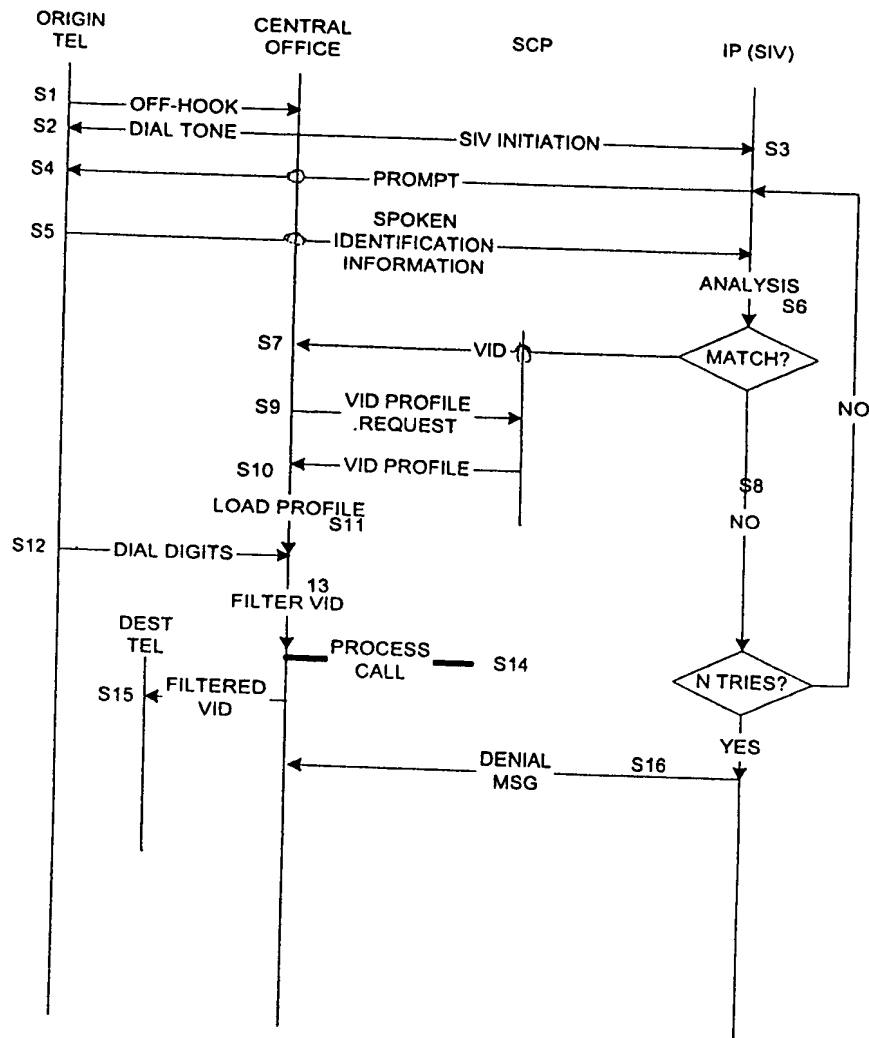 ORIGIN
TEL
CENTRAL
OFFICE
SCP
IP (SIV)
S1
OFF-HOOK
S2
DIAL TONE
SIV INITIATION
S3
S4
PROMPT
S5
SPOKEN
IDENTIFICATION
INFORMATION
ANALYSIS
S6
S7
VID
MATCH?
NO
S9
VID PROFILE
.REQUEST
S10
VID PROFILE
S8
NO
LOAD PROFILE
S11
S12
DIAL DIGITS
13
FILTER VID
DEST
TEL
PROCESS
CALL
S14
N TRIES?
S15
FILTERED
VID
YES
DENIAL
MSG
S16